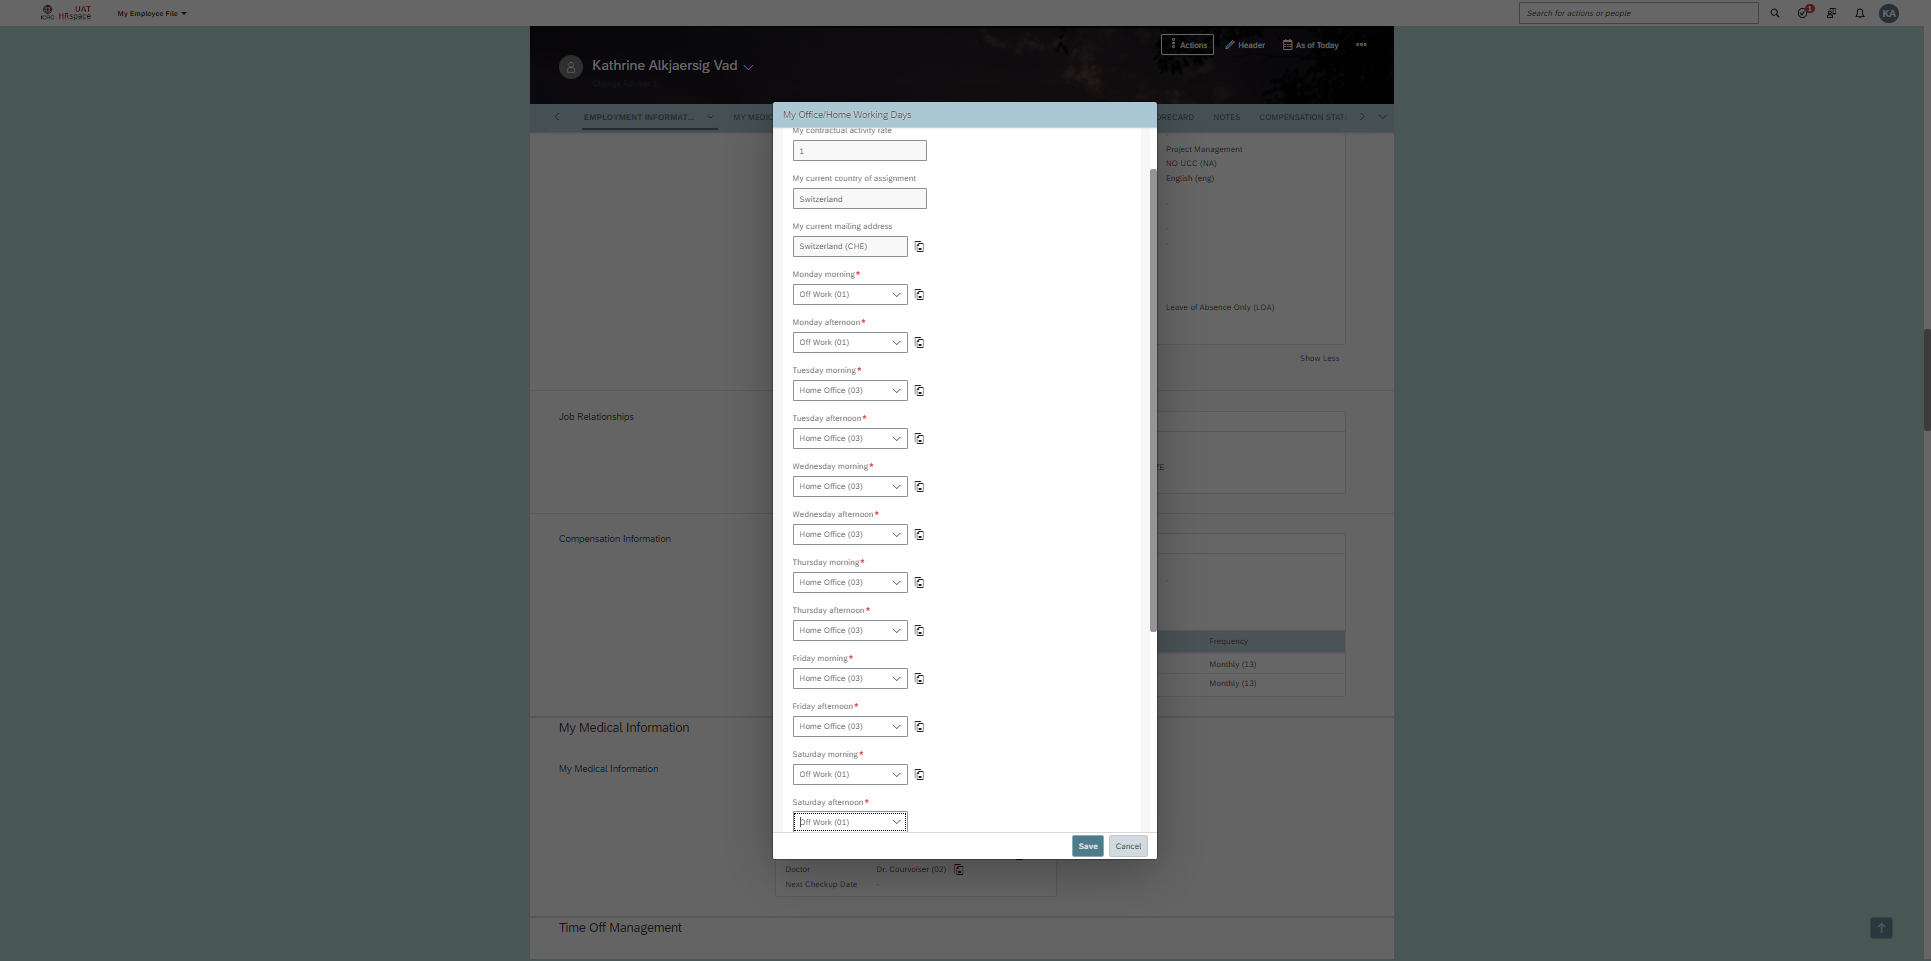 UAT
ICRC HRspace
My Employee File
Search for actions or people
1
KA
Actions
Header
As of Today
Kathrine Alkjaersig Vad
EMPLOYMENT INFORMAT...
MY MEDIC
ORECARD
NOTES
COMPENSATION STAT
My Office/Home Working Days
My contractual activity rate
1
My current country of assignment
Switzerland
My current mailing address
Switzerland (CHE)
Monday morning*
Off Work (01)
Monday afternoon*
Off Work (01)
Tuesday morning*
Home Office (03)
Tuesday afternoon*
Home Office (03)
Wednesday morning*
Home Office (03)
Wednesday afternoon*
Home Office (03)
Thursday morning*
Home Office (03)
Thursday afternoon*
Home Office (03)
Friday morning*
Home Office (03)
Friday afternoon*
Home Office (03)
Saturday morning*
Off Work (01)
Saturday afternoon*
Off Work (01)
Save
Cancel
Project Management
NO UCC (NA)
English (eng)
Leave of Absence Only (LOA)
Show Less
Job Relationships
ZE
Compensation Information
Frequency
Monthly (13)
Monthly (13)
My Medical Information
My Medical Information
Doctor
Dr. Courvoiser (02)
Next Checkup Date
-
Time Off Management